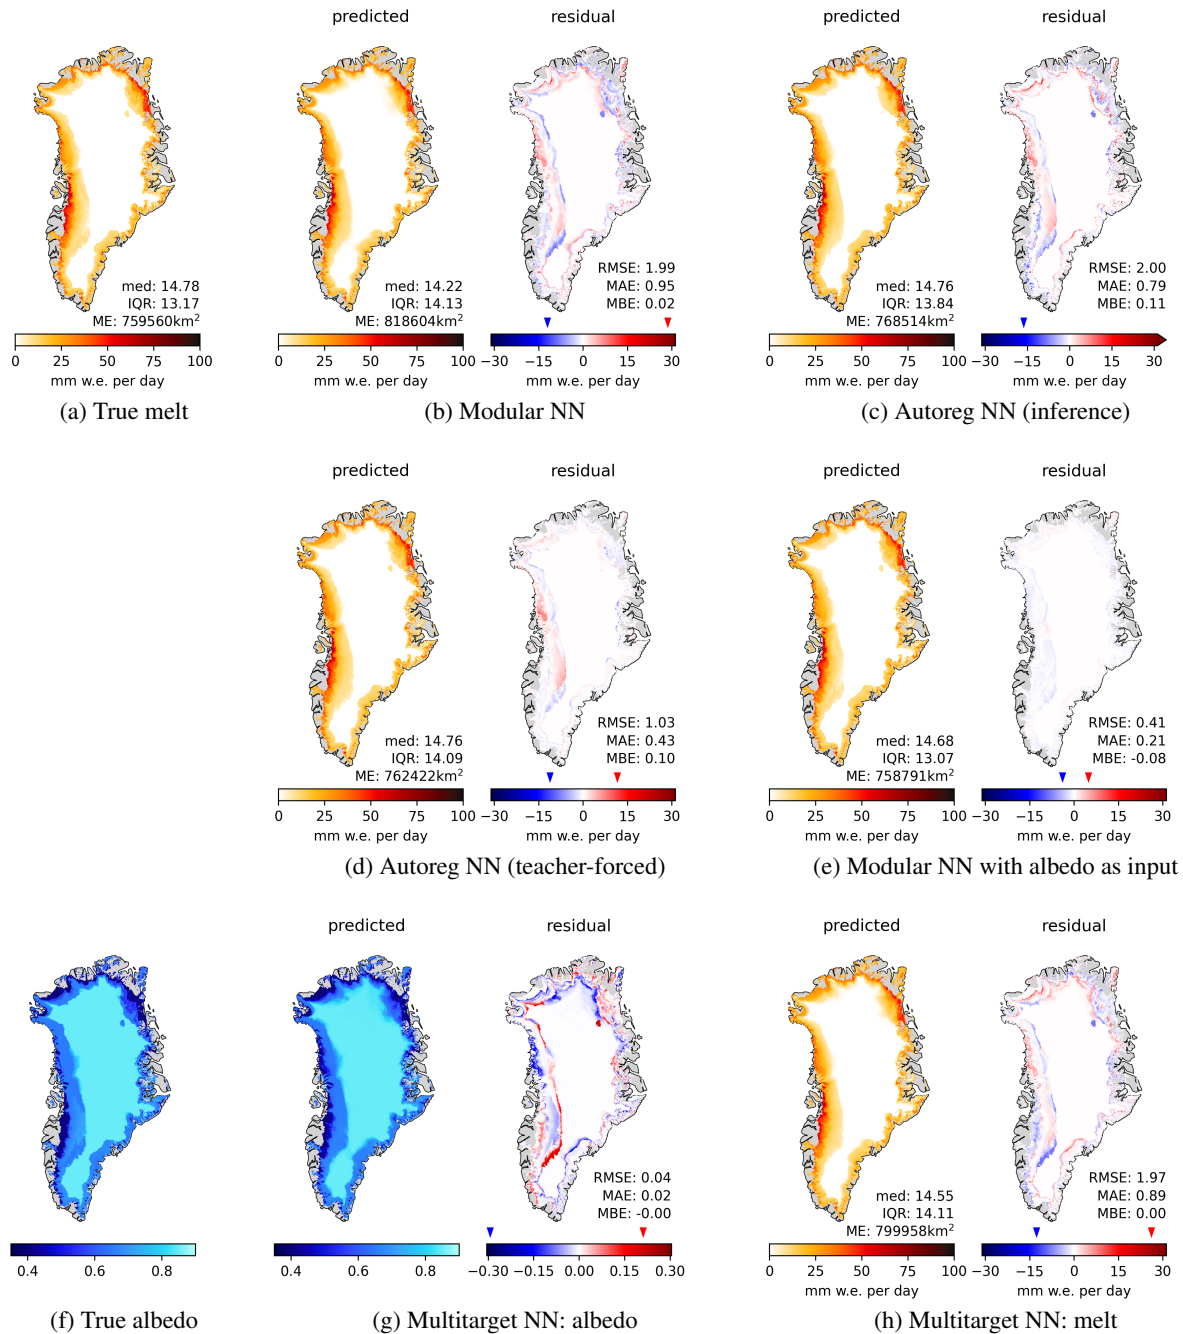 predicted
residual
predicted
residual
med: 14.78
IQR: 13.17
ME: 759560km²
0 25 50 75 100
mm w.e. per day
(a) True melt
med: 14.22
IQR: 14.13
ME: 818604km²
0 25 50 75 100
mm w.e. per day
RMSE: 1.99
MAE: 0.95
MBE: 0.02
−30 −15 0 15 30
mm w.e. per day
(b) Modular NN
med: 14.76
IQR: 13.84
ME: 768514km²
0 25 50 75 100
mm w.e. per day
RMSE: 2.00
MAE: 0.79
MBE: 0.11
−30 −15 0 15 30
mm w.e. per day
(c) Autoreg NN (inference)
predicted
residual
predicted
residual
med: 14.76
IQR: 14.09
ME: 762422km²
0 25 50 75 100
mm w.e. per day
RMSE: 1.03
MAE: 0.43
MBE: 0.10
−30 −15 0 15 30
mm w.e. per day
(d) Autoreg NN (teacher-forced)
med: 14.68
IQR: 13.07
ME: 758791km²
0 25 50 75 100
mm w.e. per day
RMSE: 0.41
MAE: 0.21
MBE: -0.08
−30 −15 0 15 30
mm w.e. per day
(e) Modular NN with albedo as input
predicted
residual
predicted
residual
0.4 0.6 0.8
(f) True albedo
0.4 0.6 0.8
RMSE: 0.04
MAE: 0.02
MBE: -0.00
−0.30 −0.15 0.00 0.15 0.30
(g) Multitarget NN: albedo
med: 14.55
IQR: 14.11
ME: 799958km²
0 25 50 75 100
mm w.e. per day
RMSE: 1.97
MAE: 0.89
MBE: 0.00
−30 −15 0 15 30
mm w.e. per day
(h) Multitarget NN: melt